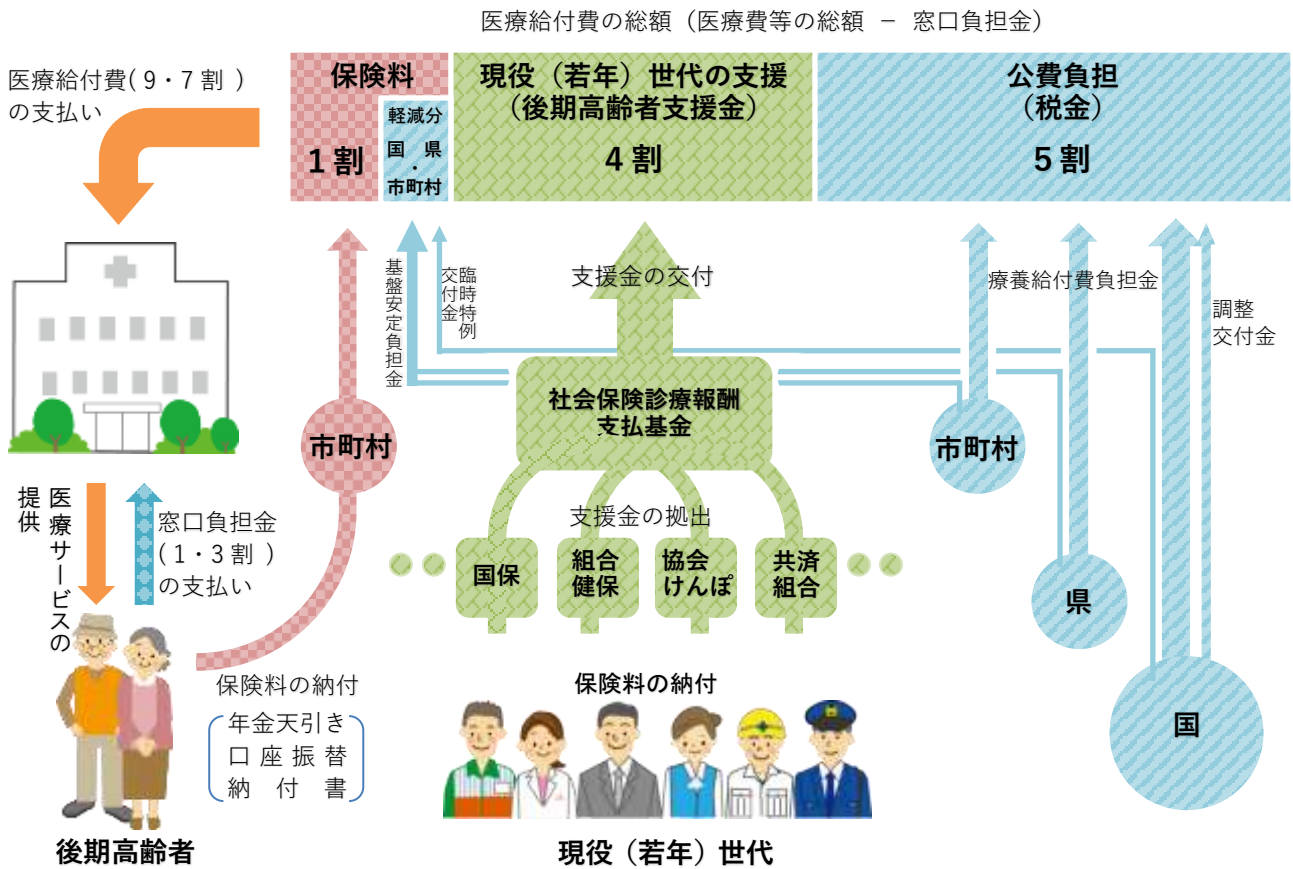 医療給付費の総額（医療費等の総額 － 窓口負担金）
医療給付費(９・７割 )
の支払い
保険料
1割
軽減分
国　県
・
市町村
現役（若年）世代の支援
（後期高齢者支援金）
4割
公費負担
（税金）
5割
基盤安定負担金
臨時特例
交付金
支援金の交付
療養給付費負担金
調整
交付金
社会保険診療報酬
支払基金
市町村
市町村
医療サービスの
提供
窓口負担金
(１・３割 )
の支払い
支援金の拠出
国保
組合
健保
協会
けんぽ
共済
組合
県
国
保険料の納付
年金天引き
口座振替
納付書
保険料の納付
後期高齢者
現役（若年）世代